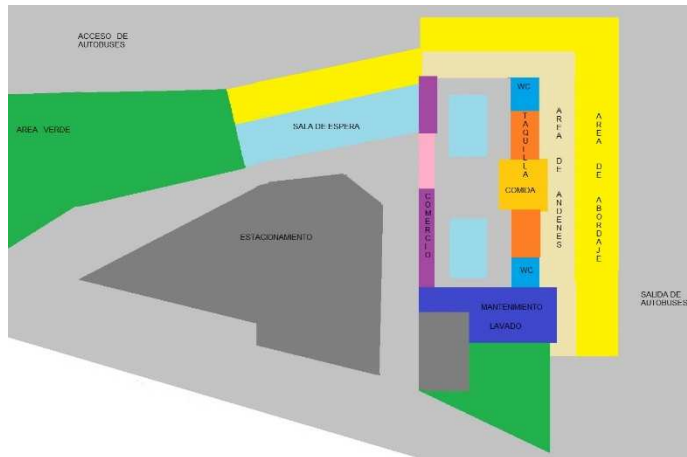 ACCESO DE
AUTOBUSES
WC
AREA VERDE
SALA DE ESPERA
TAQUILLA
AREA DE ANDENES
AREA DE ABORDAJE
COMIDA
COMERCIO
ESTACIONAMIENTO
WC
SALIDA DE
AUTOBUSES
MANTENIMIENTO
LAVADO